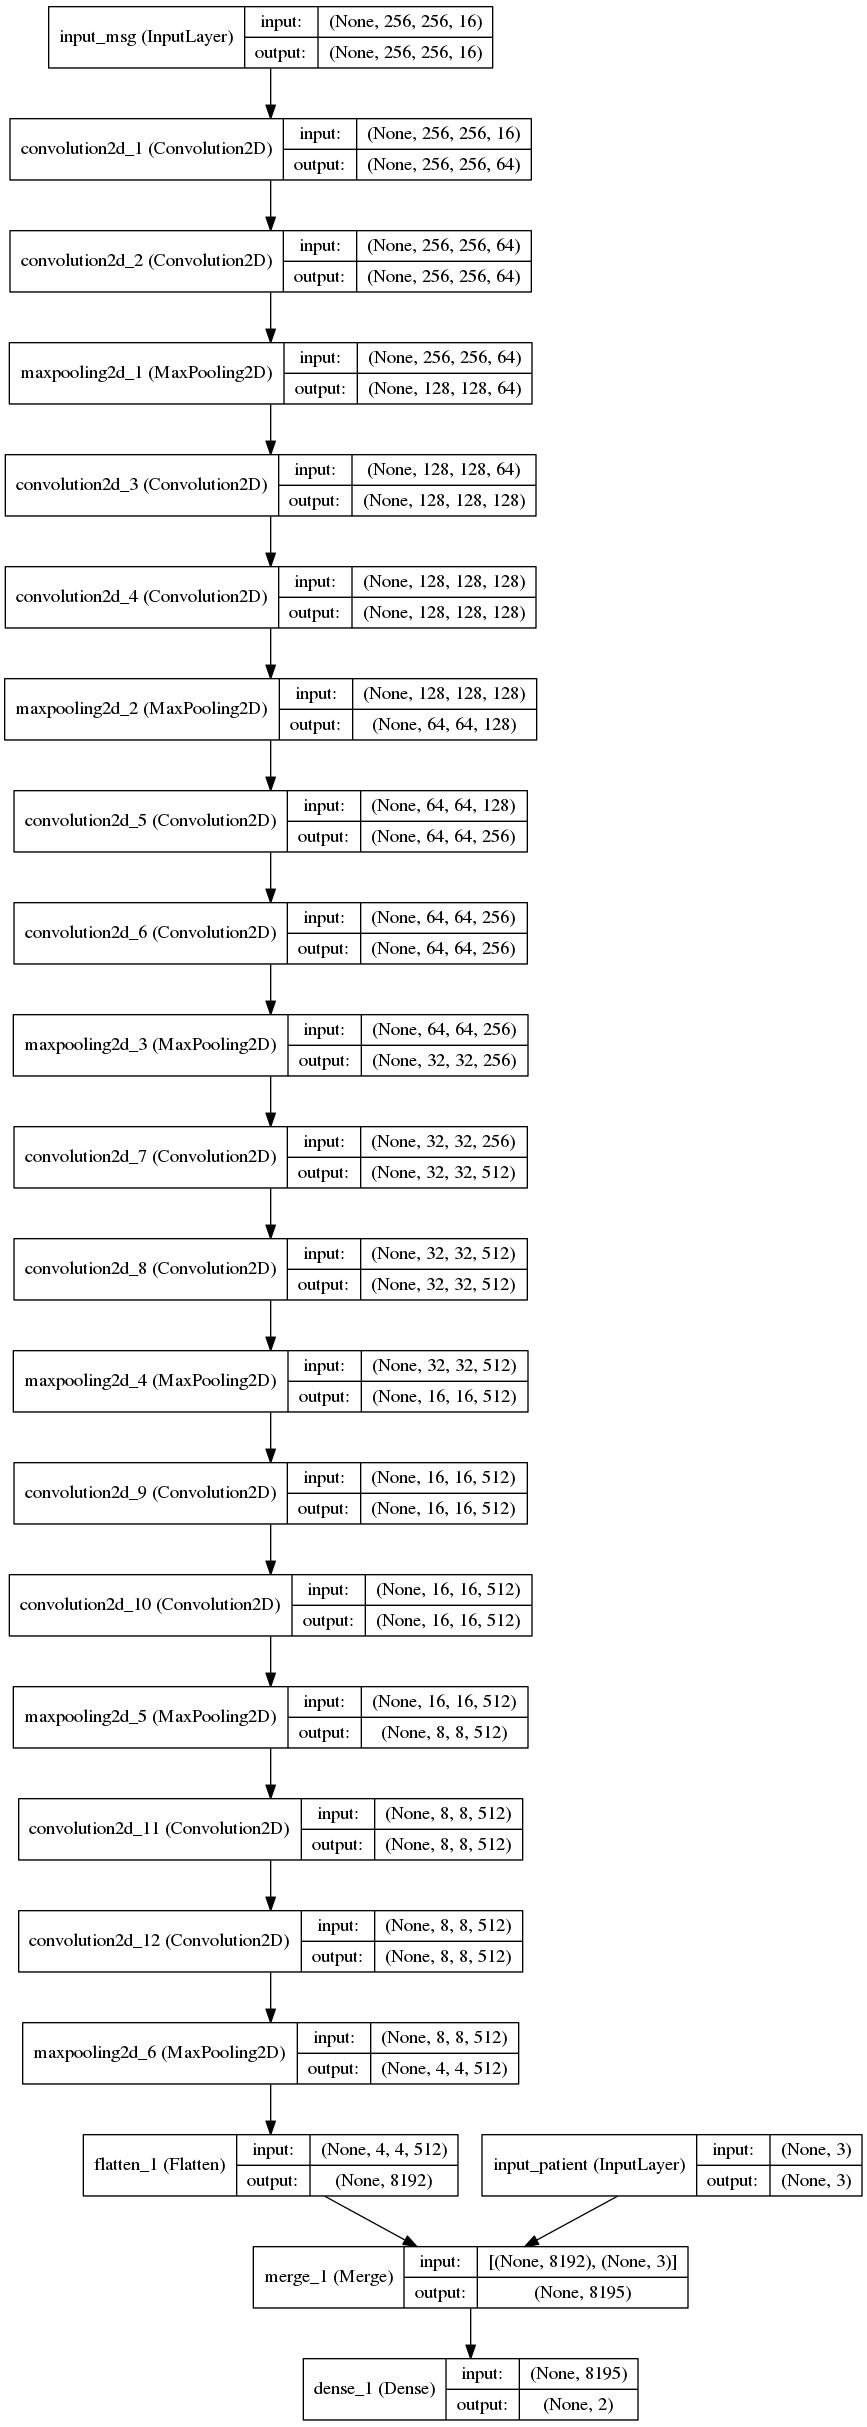 input_msg (InputLayer)
input: (None, 256, 256, 16)
output: (None, 256, 256, 16)
convolution2d_1 (Convolution2D)
input: (None, 256, 256, 16)
output: (None, 256, 256, 64)
convolution2d_2 (Convolution2D)
input: (None, 256, 256, 64)
output: (None, 256, 256, 64)
maxpooling2d_1 (MaxPooling2D)
input: (None, 256, 256, 64)
output: (None, 128, 128, 64)
convolution2d_3 (Convolution2D)
input: (None, 128, 128, 64)
output: (None, 128, 128, 128)
convolution2d_4 (Convolution2D)
input: (None, 128, 128, 128)
output: (None, 128, 128, 128)
maxpooling2d_2 (MaxPooling2D)
input: (None, 128, 128, 128)
output: (None, 64, 64, 128)
convolution2d_5 (Convolution2D)
input: (None, 64, 64, 128)
output: (None, 64, 64, 256)
convolution2d_6 (Convolution2D)
input: (None, 64, 64, 256)
output: (None, 64, 64, 256)
maxpooling2d_3 (MaxPooling2D)
input: (None, 64, 64, 256)
output: (None, 32, 32, 256)
convolution2d_7 (Convolution2D)
input: (None, 32, 32, 256)
output: (None, 32, 32, 512)
convolution2d_8 (Convolution2D)
input: (None, 32, 32, 512)
output: (None, 32, 32, 512)
maxpooling2d_4 (MaxPooling2D)
input: (None, 32, 32, 512)
output: (None, 16, 16, 512)
convolution2d_9 (Convolution2D)
input: (None, 16, 16, 512)
output: (None, 16, 16, 512)
convolution2d_10 (Convolution2D)
input: (None, 16, 16, 512)
output: (None, 16, 16, 512)
maxpooling2d_5 (MaxPooling2D)
input: (None, 16, 16, 512)
output: (None, 8, 8, 512)
convolution2d_11 (Convolution2D)
input: (None, 8, 8, 512)
output: (None, 8, 8, 512)
convolution2d_12 (Convolution2D)
input: (None, 8, 8, 512)
output: (None, 8, 8, 512)
maxpooling2d_6 (MaxPooling2D)
input: (None, 8, 8, 512)
output: (None, 4, 4, 512)
flatten_1 (Flatten)
input: (None, 4, 4, 512)
output: (None, 8192)
input_patient (InputLayer)
input: (None, 3)
output: (None, 3)
merge_1 (Merge)
input: [(None, 8192), (None, 3)]
output: (None, 8195)
dense_1 (Dense)
input: (None, 8195)
output: (None, 2)